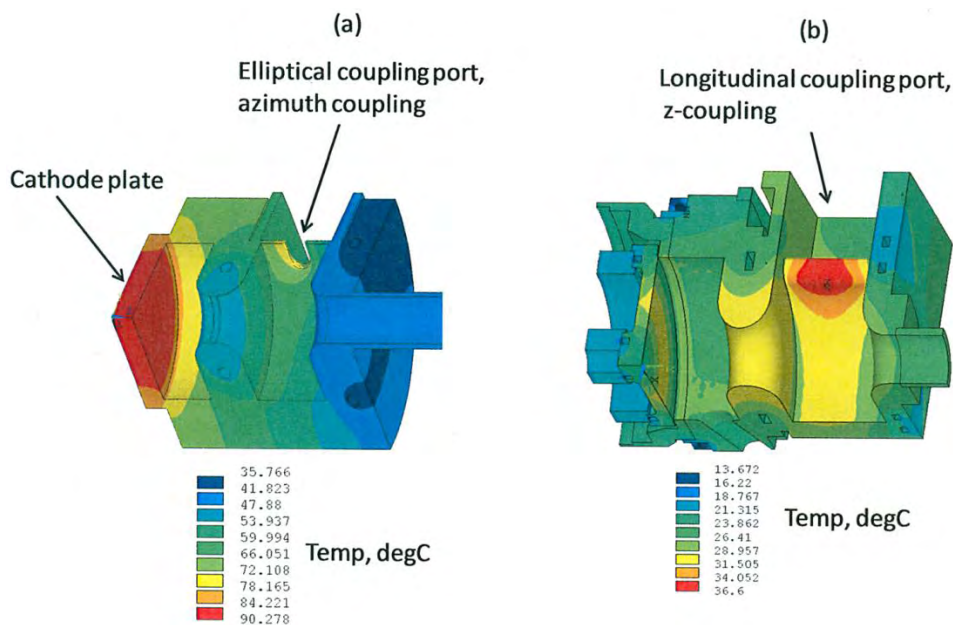 (a)
(b)
Elliptical coupling port,
azimuth coupling
Longitudinal coupling port,
z-coupling
Cathode plate
35.766
41.823
47.88
53.937
59.994
66.051
72.108
78.165
84.221
90.278
Temp, degC
13.672
16.22
18.767
21.315
23.862
26.41
28.957
31.505
34.052
36.6
Temp, degC